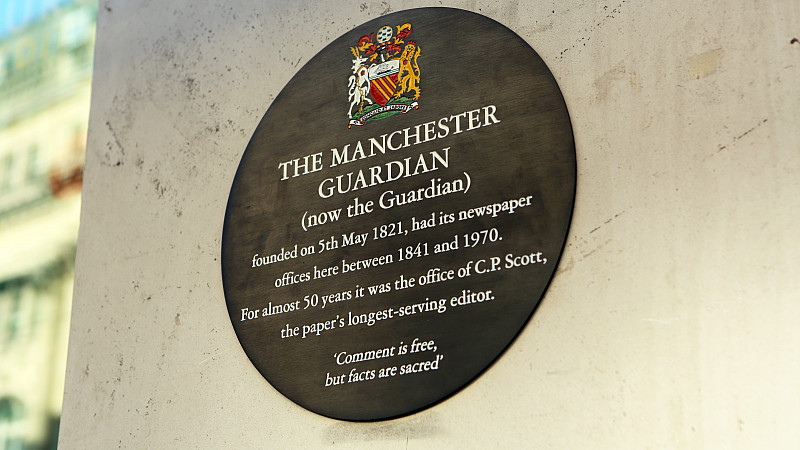 THE MANCHESTER
GUARDIAN
(now the Guardian)
founded on 5th May 1821, had its newspaper
offices here between 1841 and 1970.
For almost 50 years it was the office of C.P. Scott,
the paper's longest-serving editor.
‘Comment is free,
but facts are sacred’